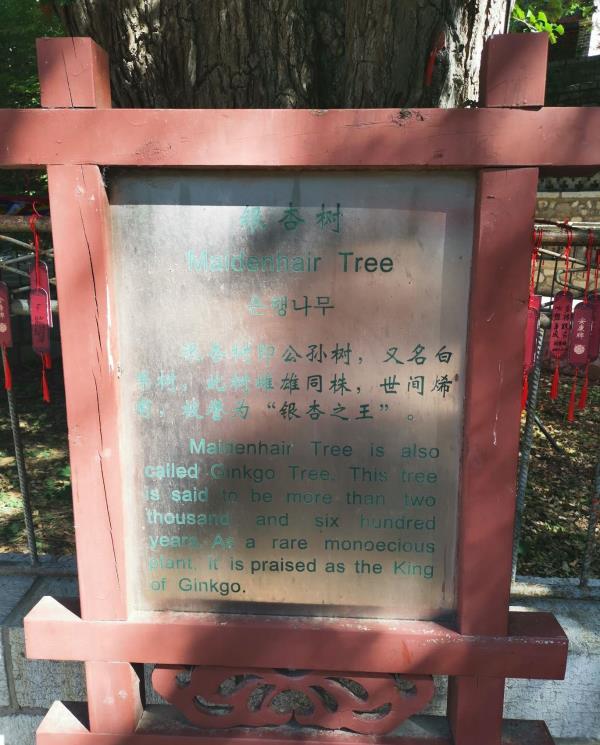 银杏树
Maidenhair Tree
은행나무
银杏树即公孙树，又名白
果树，此树雌雄同株，世间烯
有，被誉为“银杏之王”。
Maidenhair Tree is also
called Ginkgo Tree. This tree
is said to be more than two
thousand and six hundred
years. As a rare monoecious
plant, it is praised as the King
of Ginkgo.